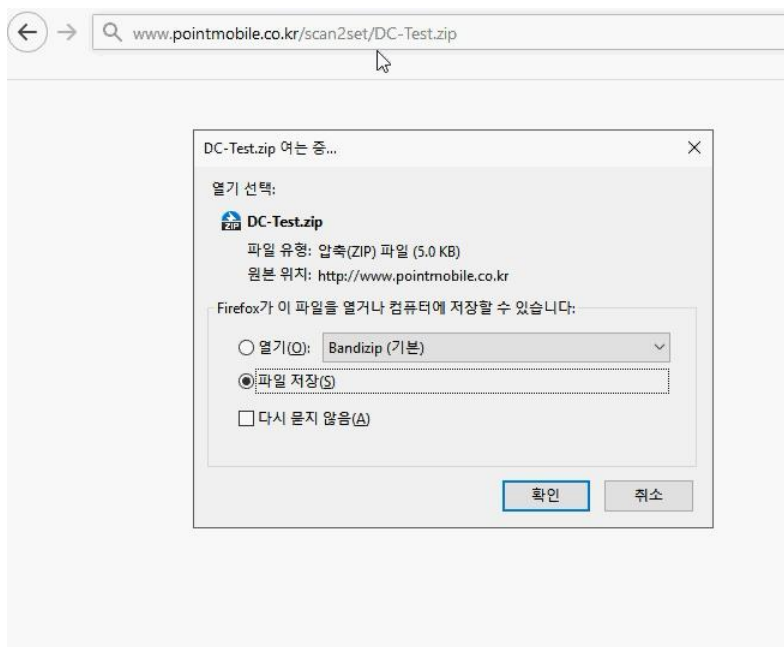 www.pointmobile.co.kr/scan2set/DC-Test.zip
DC-Test.zip 여는 중...
열기 선택:
ZIP
DC-Test.zip
파일 유형: 압축(ZIP) 파일 (5.0 KB)
원본 위치: http://www.pointmobile.co.kr
Firefox가 이 파일을 열거나 컴퓨터에 저장할 수 있습니다:
열기(O): Bandizip (기본)
파일 저장(S)
다시 묻지 않음(A)
확인 취소